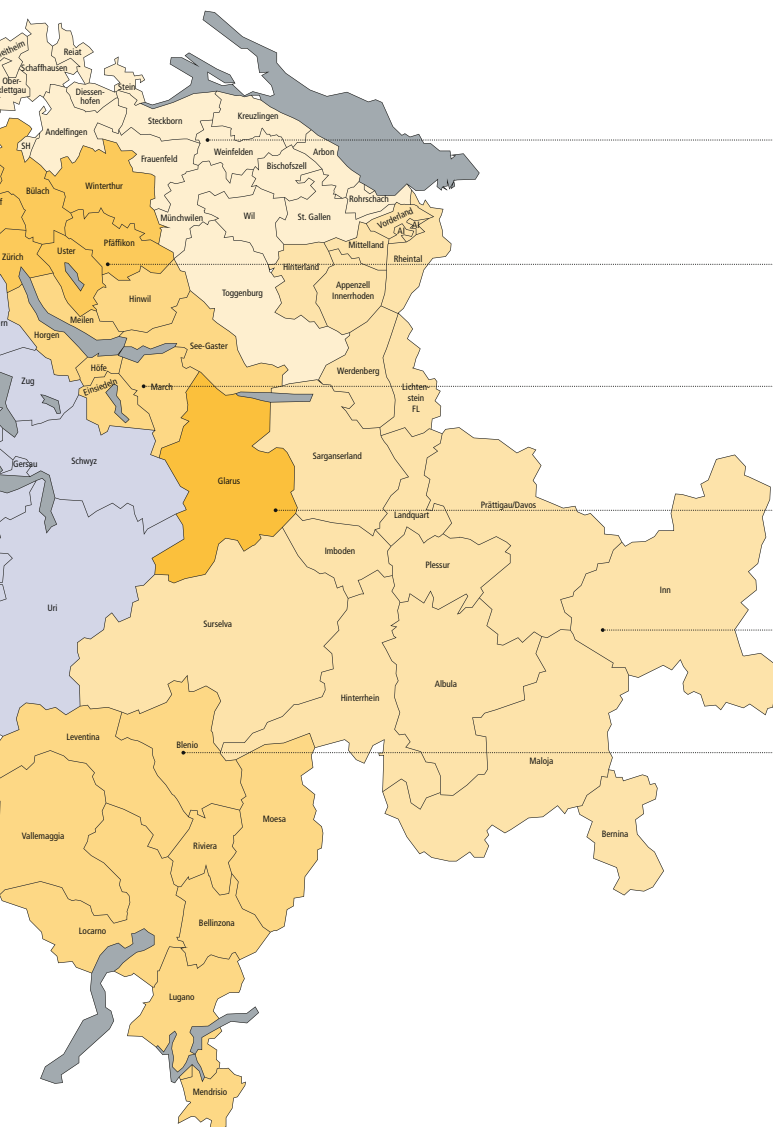 Reiat
Schaffhausen
Ober-
klettgau
Diessen-
hofen
Stein
Steckborn
Kreuzlingen
Andelfingen
SH
Frauenfeld
Weinfelden
Arbon
Bischofszell
Bülach
Winterthur
Rohrschach
Münchwilen
Wil
St. Gallen
Vorderland
AI
AI
Zürich
Uster
Pfäffikon
Mittelland
Rheintal
Hinterland
Appenzell
Innerrhoden
Toggenburg
Hinwil
Meilen
Horgen
See-Gaster
Höfe
Einsiedeln
March
Werdenberg
Lichten-
stein
FL
Zug
Gersau
Schwyz
Sarganserland
Glarus
Landquart
Prättigau/Davos
Imboden
Plessur
Inn
Uri
Surselva
Hinterrhein
Albula
Leventina
Blenio
Maloja
Moesa
Vallemaggia
Riviera
Bernina
Locarno
Bellinzona
Lugano
Mendrisio